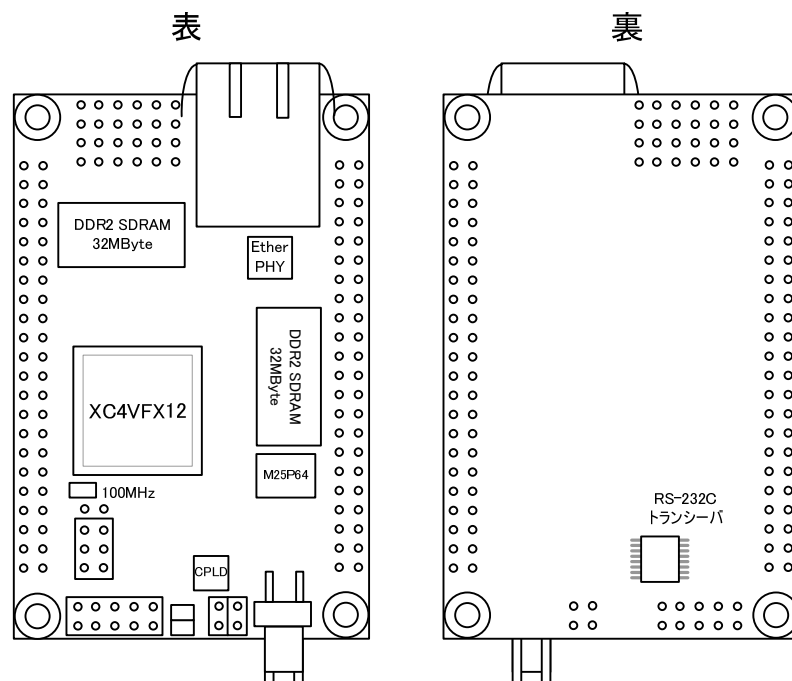 表
裏
DDR2 SDRAM
32MByte
Ether
PHY
DDR2 SDRAM
32MByte
XC4VFX12
M25P64
100MHz
CPLD
RS-232C
トランシーバ